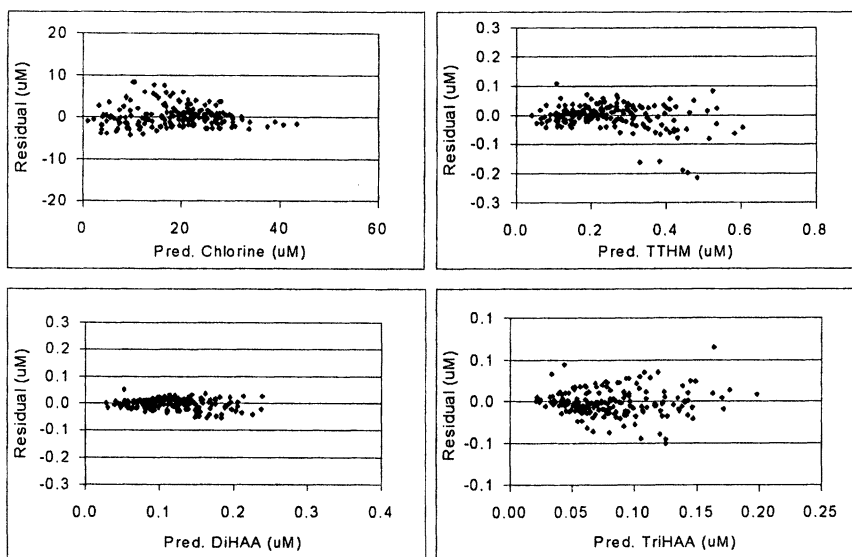 20
10
0
-10
-20
Residual (uM)
0 20 40 60
Pred. Chlorine (uM)
0.3
0.2
0.1
0.0
-0.1
-0.2
-0.3
Residual (uM)
0.0 0.2 0.4 0.6 0.8
Pred. TTHM (uM)
0.3
0.2
0.1
0.0
-0.1
-0.2
-0.3
Residual (uM)
0.0 0.1 0.2 0.3 0.4
Pred. DiHAA (uM)
0.1
0.1
0.0
-0.1
-0.1
Residual (uM)
0.00 0.05 0.10 0.15 0.20 0.25
Pred. TriHAA (uM)